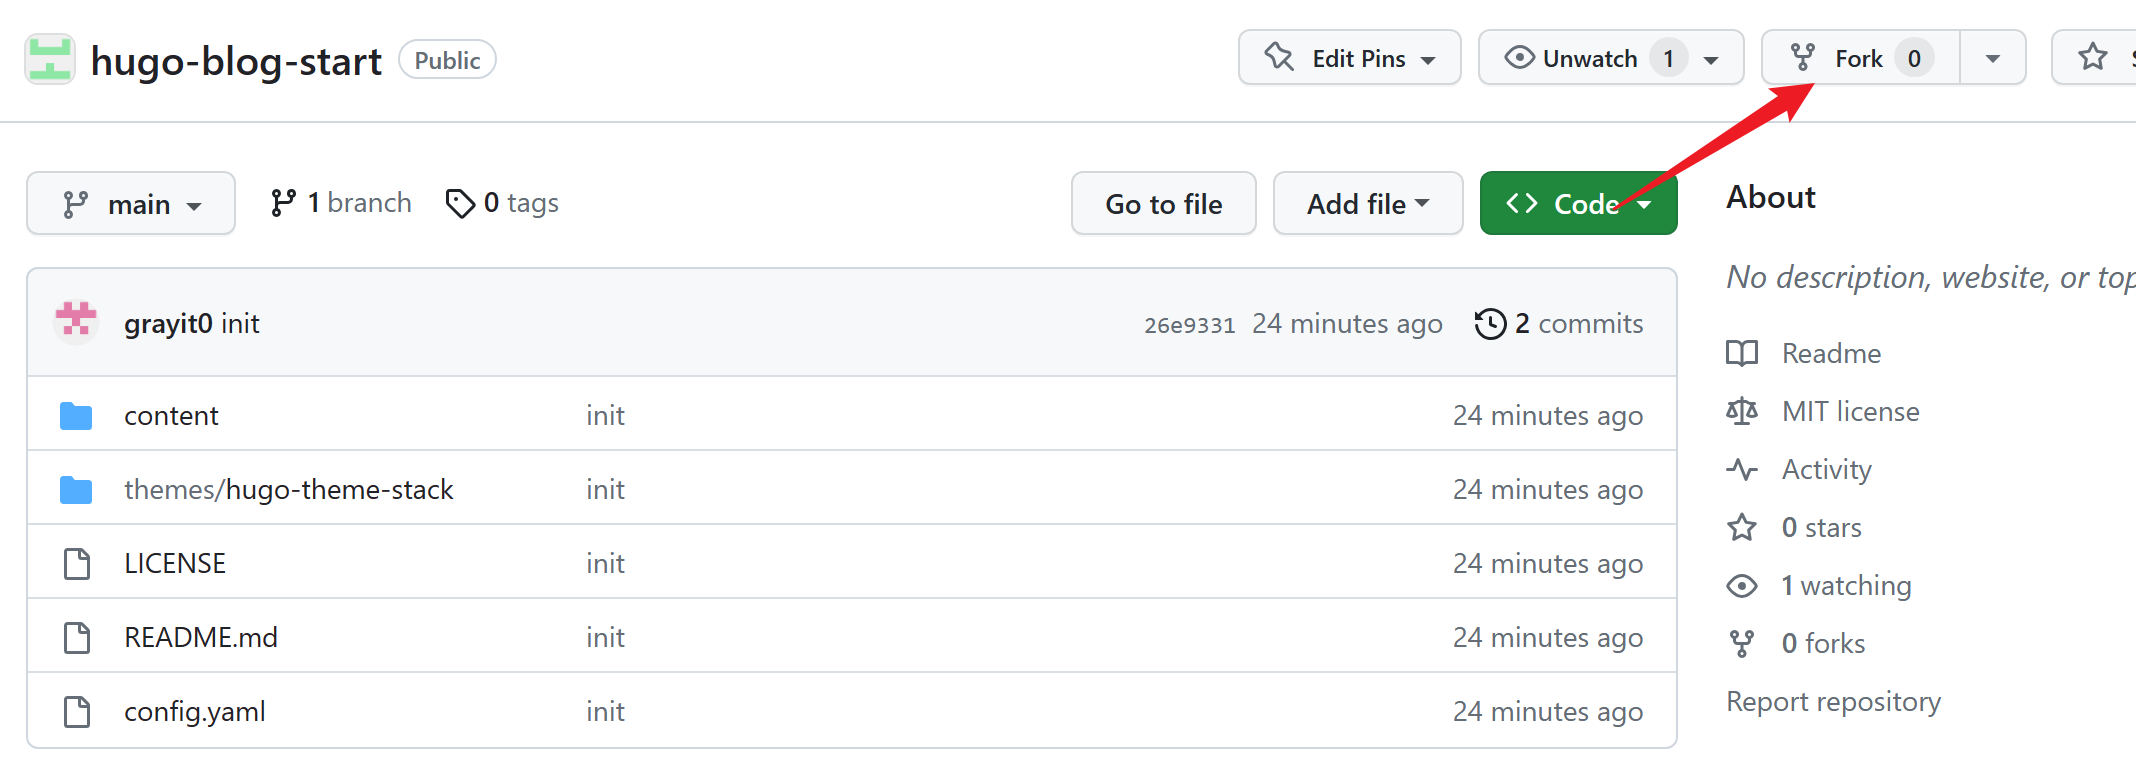 hugo-blog-start Public Edit Pins Unwatch 1 Fork 0
main 1 branch 0 tags Go to file Add file Code About
No description, website, or
grayit0 init 26e9331 24 minutes ago 2 commits
Readme
content init 24 minutes ago
MIT license
Activity
themes/hugo-theme-stack init 24 minutes ago
0 stars
LICENSE init 24 minutes ago
1 watching
README.md init 24 minutes ago
0 forks
config.yaml init 24 minutes ago
Report repository